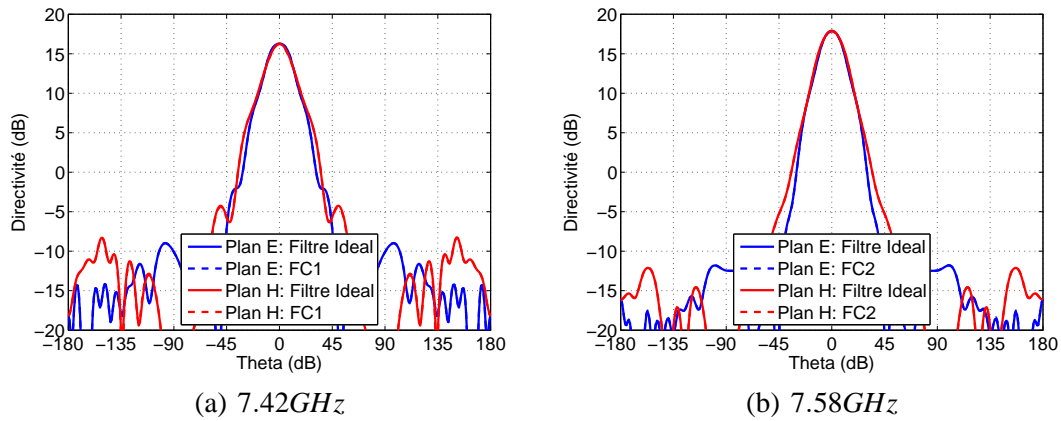 20
15
10
5
0
−5
−10
−15
−20
Directivité (dB)
Plan E: Filtre Ideal
Plan E: FC1
Plan H: Filtre Ideal
Plan H: FC1
−180 −135 −90 −45 0 45 90 135 180
Theta (dB)
(a) 7.42GHz
20
15
10
5
0
−5
−10
−15
−20
Directivité (dB)
Plan E: Filtre Ideal
Plan E: FC2
Plan H: Filtre Ideal
Plan H: FC2
−180 −135 −90 −45 0 45 90 135 180
Theta (dB)
(b) 7.58GHz